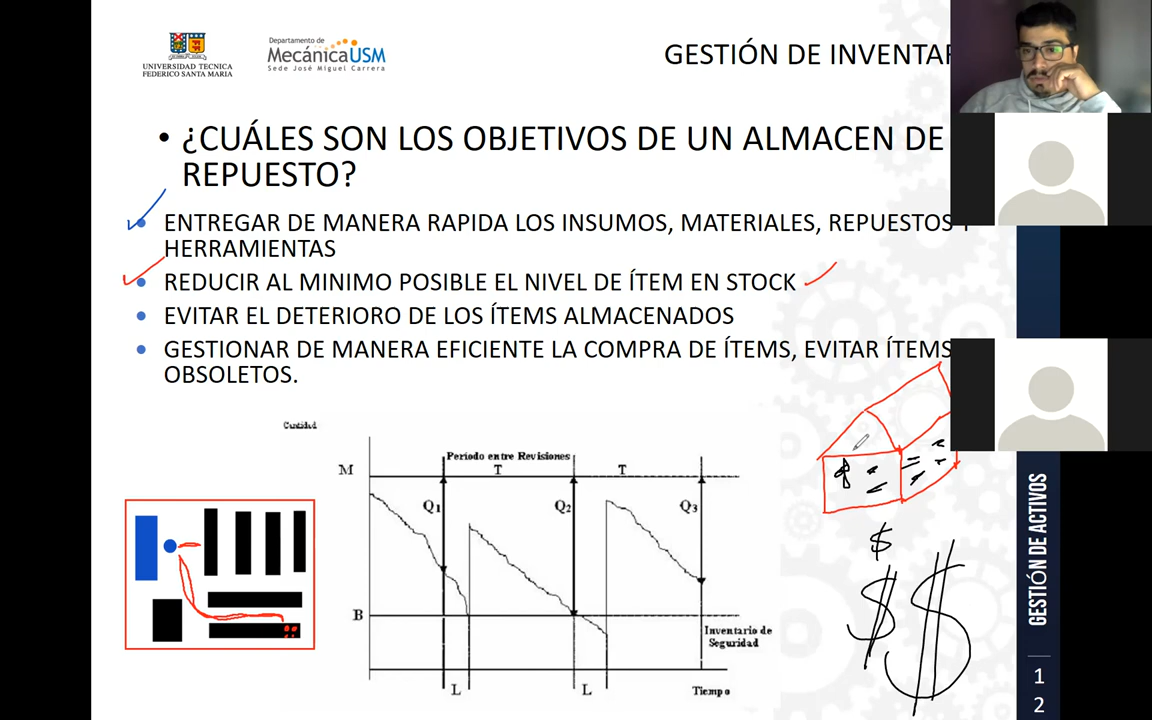 UNIVERSIDAD TECNICA
FEDERICO SANTA MARIA
Departamento de
MecánicaUSM
Sede José Miguel Carrera
GESTIÓN DE
• ¿CUÁLES SON LOS OBJETIVOS DE UN ALMACEN DE
REPUESTO?
• ENTREGAR DE MANERA RAPIDA LOS INSUMOS, MATERIALES, REPUESTOS Y
HERRAMIENTAS
• REDUCIR AL MINIMO POSIBLE EL NIVEL DE ÍTEM EN STOCK
• EVITAR EL DETERIORO DE LOS ÍTEMS ALMACENADOS
• GESTIONAR DE MANERA EFICIENTE LA COMPRA DE ÍTEMS, EVITAR ÍTEMS
OBSOLETOS.
Cantidad
M
Período entre Revisiones
T
T
Q1
Q2
Q3
B
Inventario de
Seguridad
L
L
Tiempo
$
$
$
GESTIÓN DE ACTIVOS
1
2